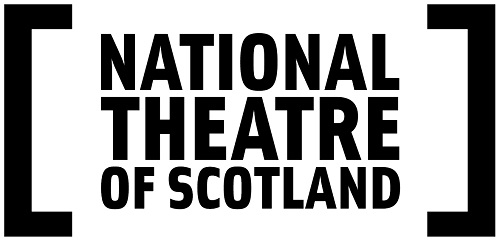 NATIONAL
THEATRE
OF SCOTLAND